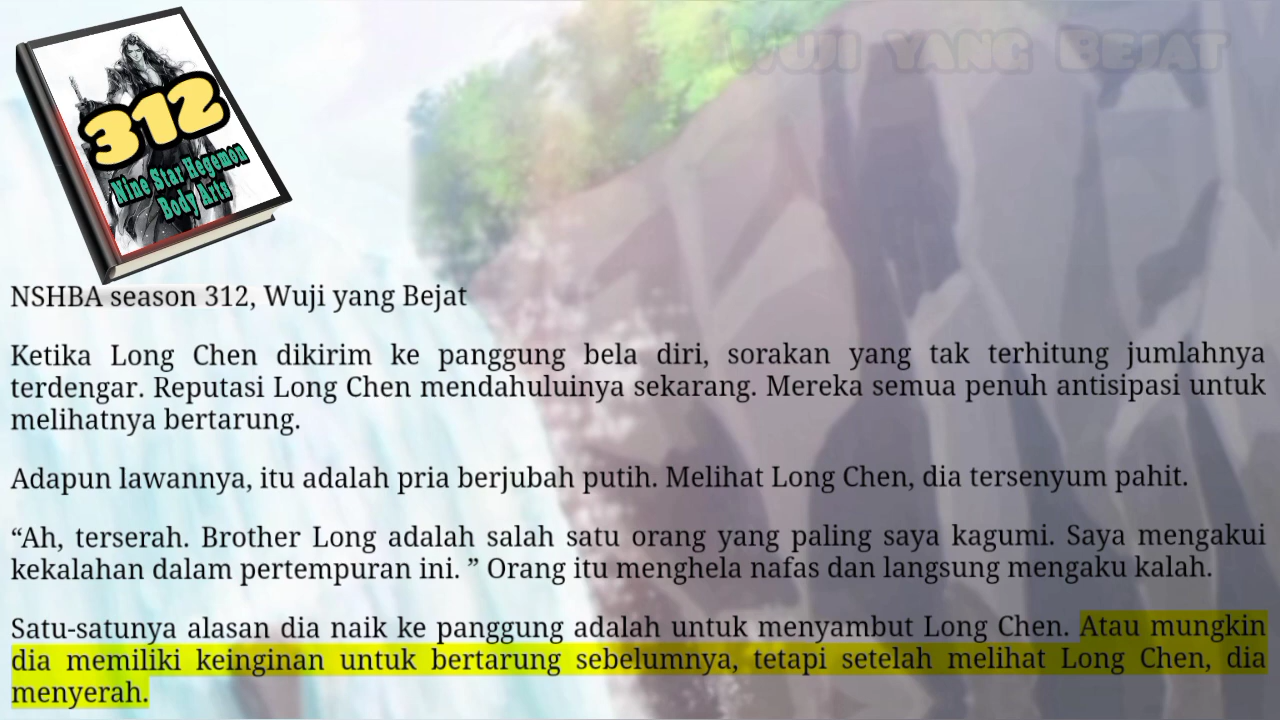 WUJI YANG BEJAT
312
Nine Star Hegemon
Body Arts
NSHBA season 312, Wuji yang Bejat
Ketika Long Chen dikirim ke panggung bela diri, sorakan yang tak terhitung jumlahnya
terdengar. Reputasi Long Chen mendahuluinya sekarang. Mereka semua penuh antisipasi untuk
melihatnya bertarung.
Adapun lawannya, itu adalah pria berjubah putih. Melihat Long Chen, dia tersenyum pahit.
“Ah, terserah. Brother Long adalah salah satu orang yang paling saya kagumi. Saya mengakui
kekalahan dalam pertempuran ini. ” Orang itu menghela nafas dan langsung mengaku kalah.
Satu-satunya alasan dia naik ke panggung adalah untuk menyambut Long Chen. Atau mungkin
dia memiliki keinginan untuk bertarung sebelumnya, tetapi setelah melihat Long Chen, dia
menyerah.